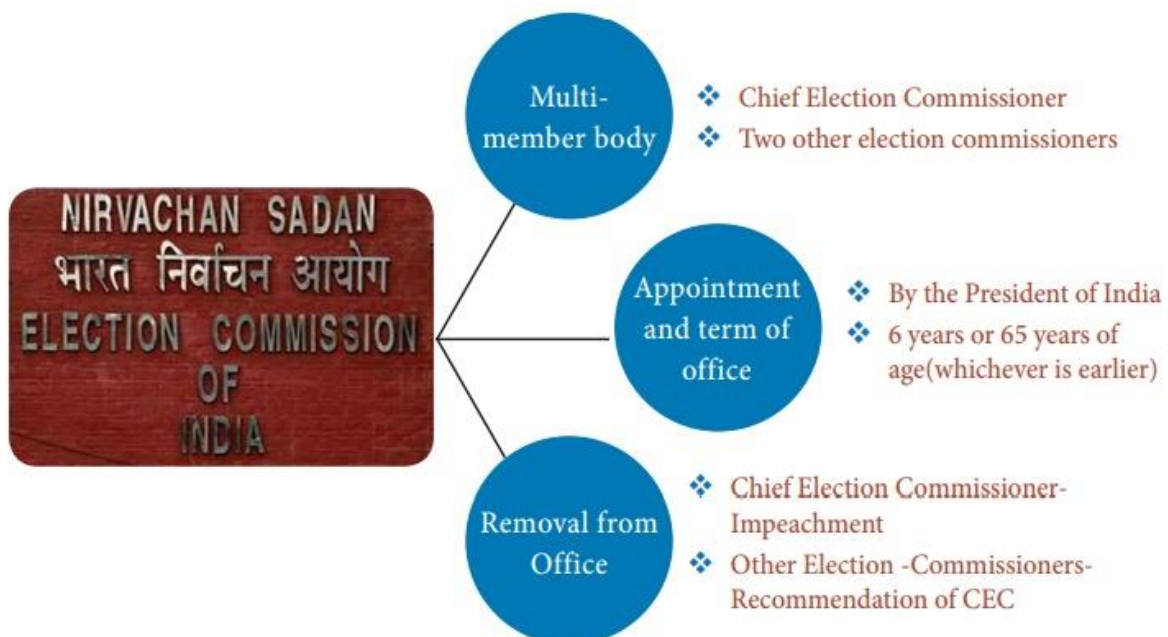 NIRVACHAN SADAN
भारत निर्वाचन आयोग
ELECTION COMMISSION
OF
INDIA
Multi-
member body
❖ Chief Election Commissioner
❖ Two other election commissioners
Appointment
and term of
office
❖ By the President of India
❖ 6 years or 65 years of
age(whichever is earlier)
Removal from
Office
❖ Chief Election Commissioner-
Impeachment
❖ Other Election -Commissioners-
Recommendation of CEC